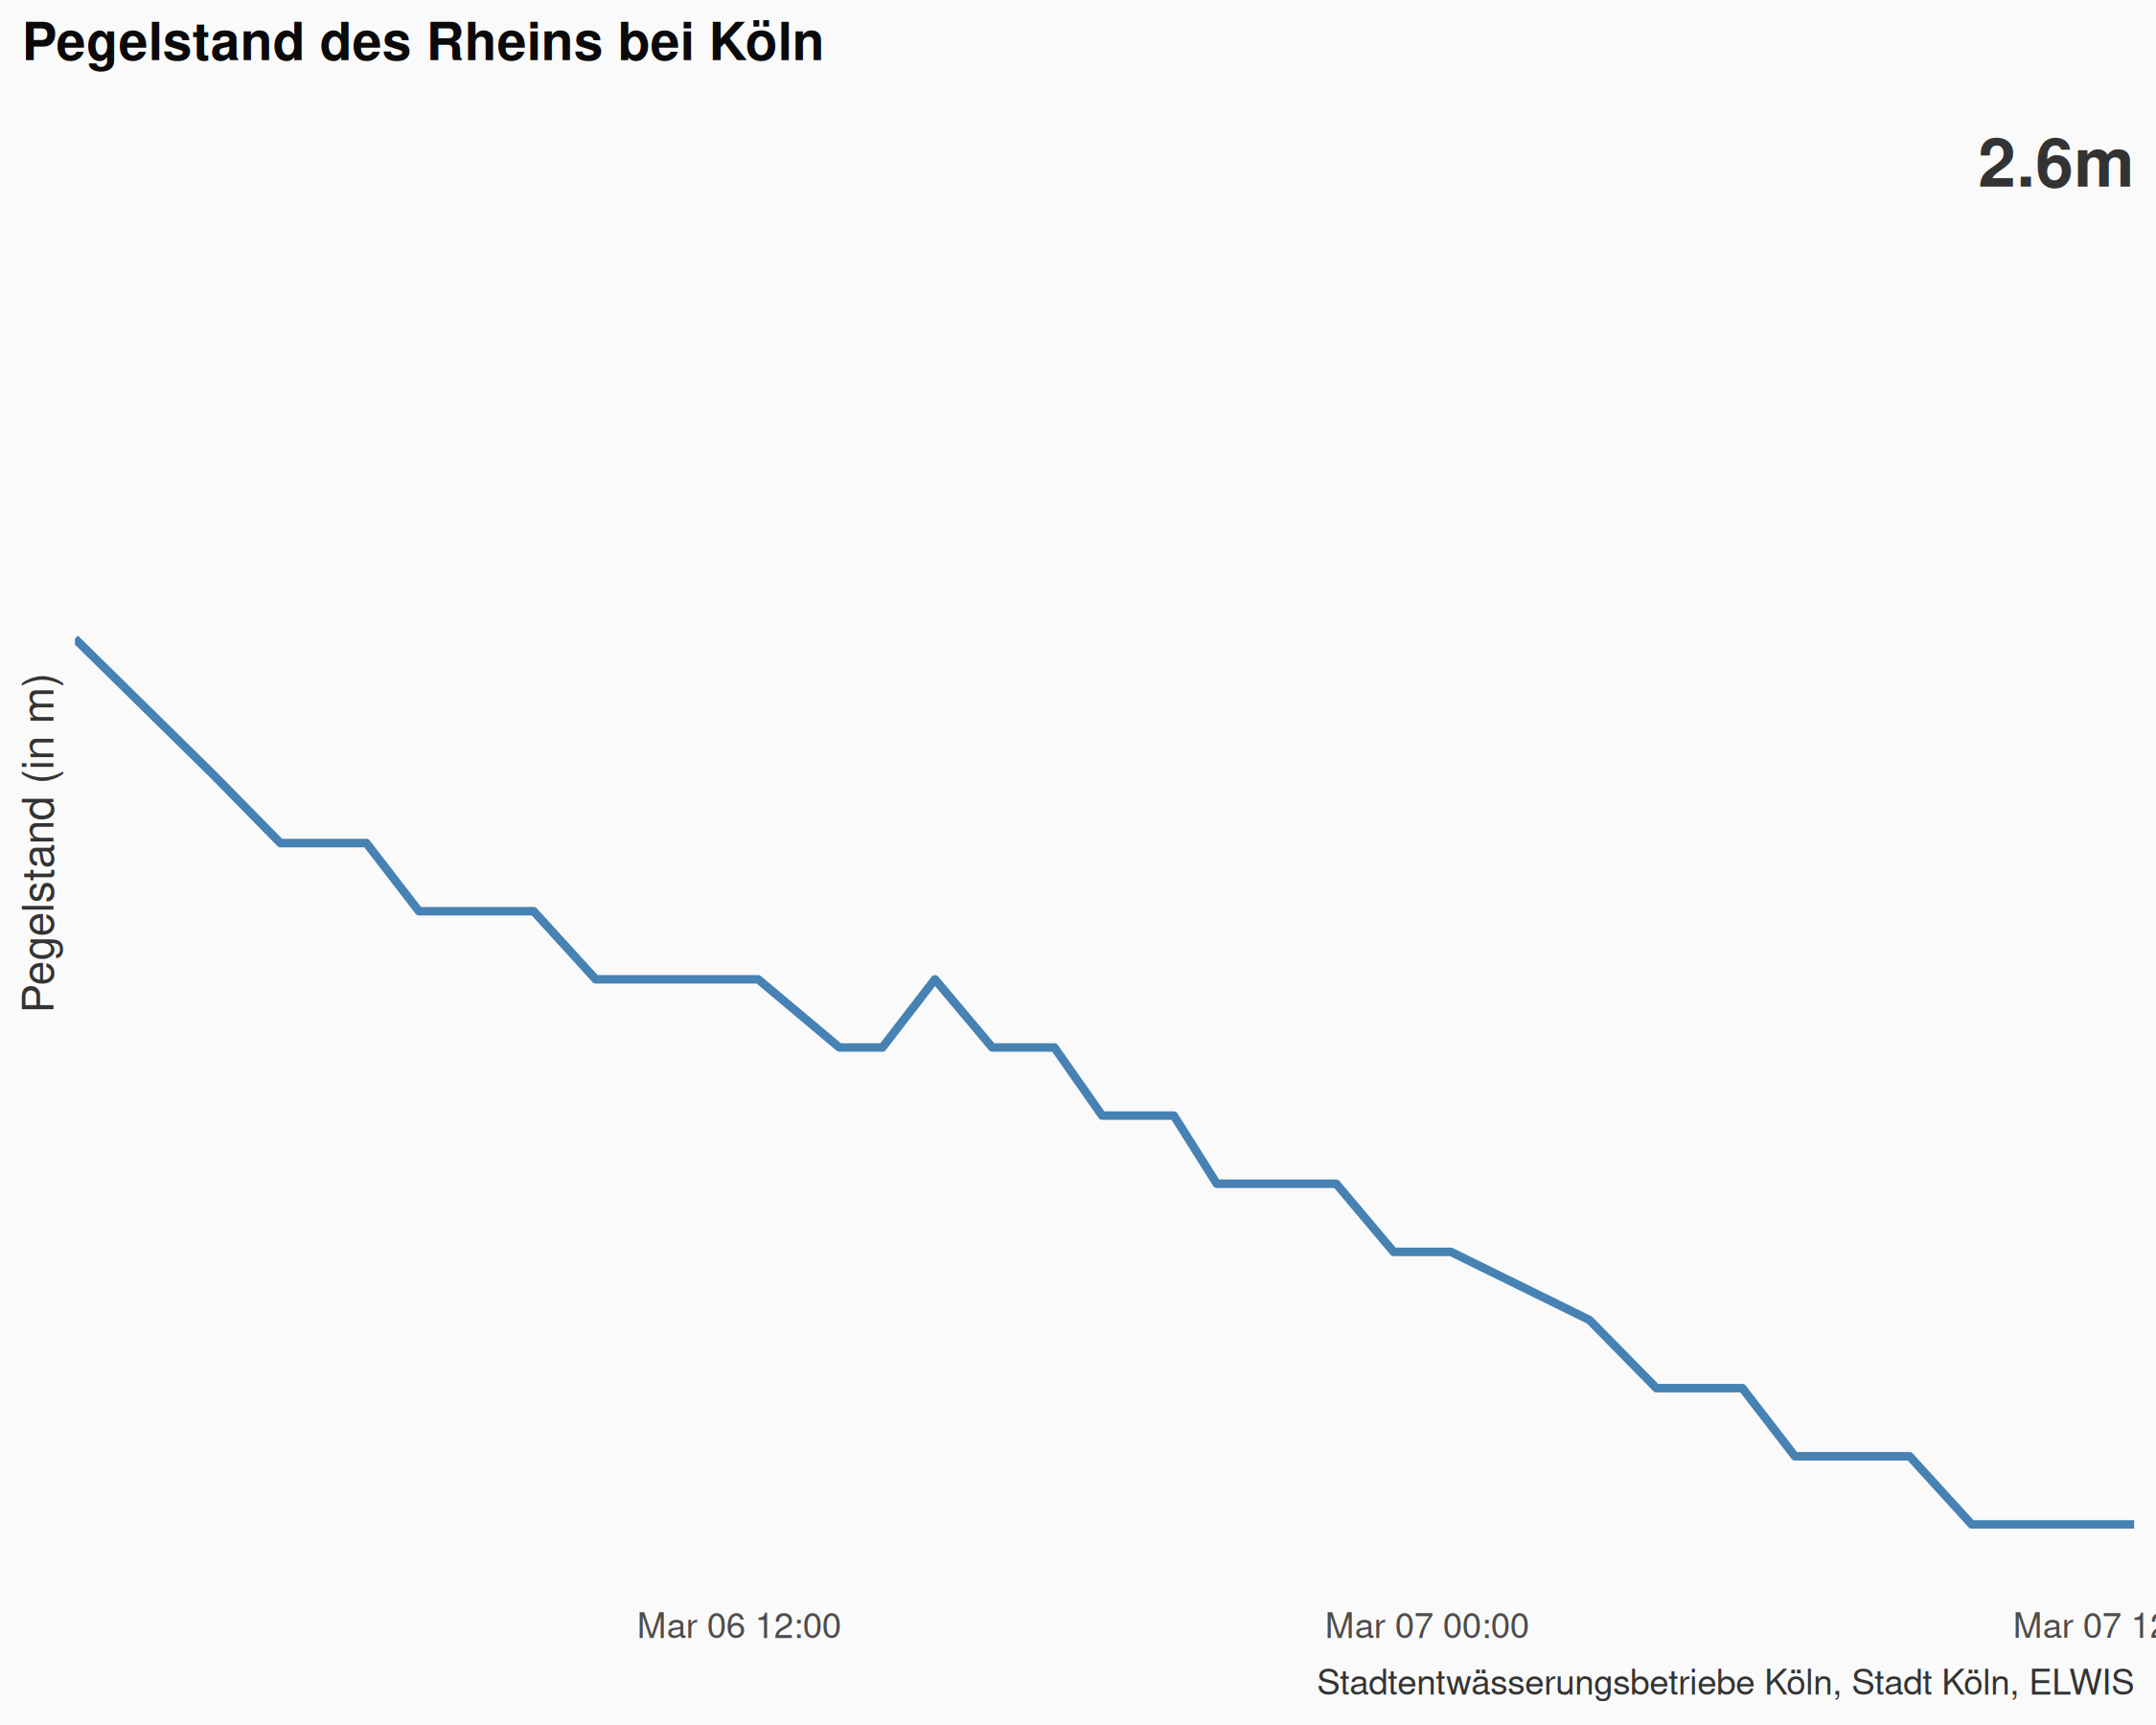 Pegelstand des Rheins bei Köln
2.6m
Pegelstand (in m)
Mar 06 12:00
Mar 07 00:00
Mar 07 12
Stadtentwässerungsbetriebe Köln, Stadt Köln, ELWIS